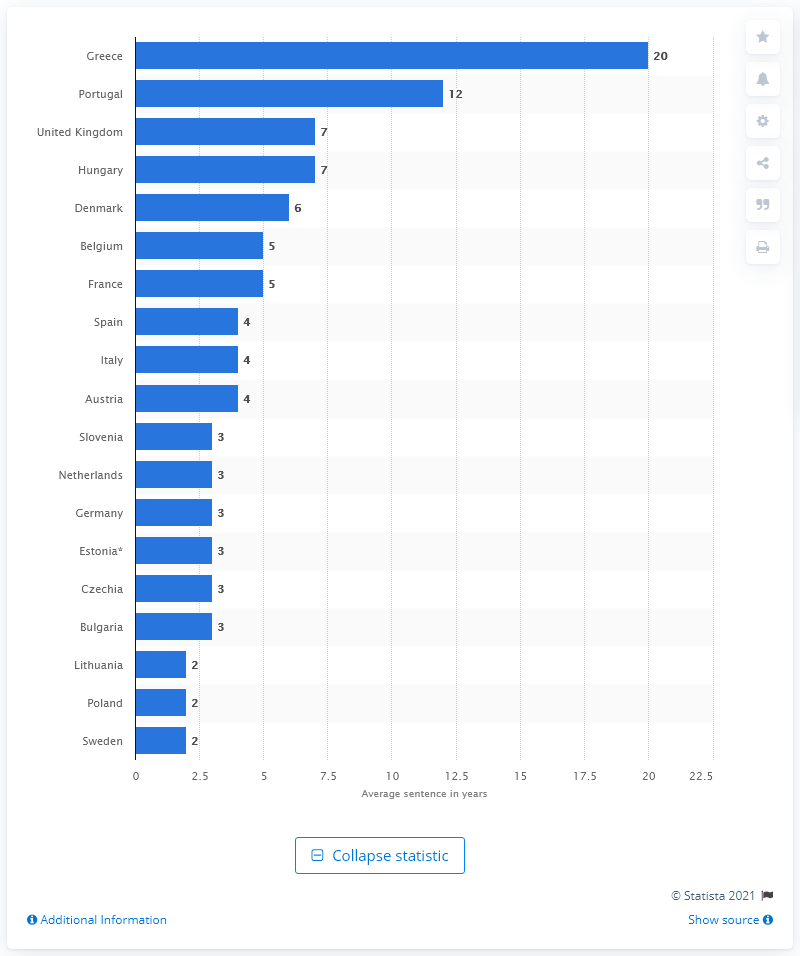 Greece 20
Portugal 12
United Kingdom 7
Hungary 7
Denmark 6
Belgium 5
France 5
Spain 4
Italy 4
Austria 4
Slovenia 3
Netherlands 3
Germany 3
Estonia* 3
Czechia 3
Bulgaria 3
Lithuania 2
Poland 2
Sweden 2
0 2.5 5 7.5 10 12.5 15 17.5 20 22.5
Average sentence in years
Collapse statistic
© Statista 2021
Additional Information Show source